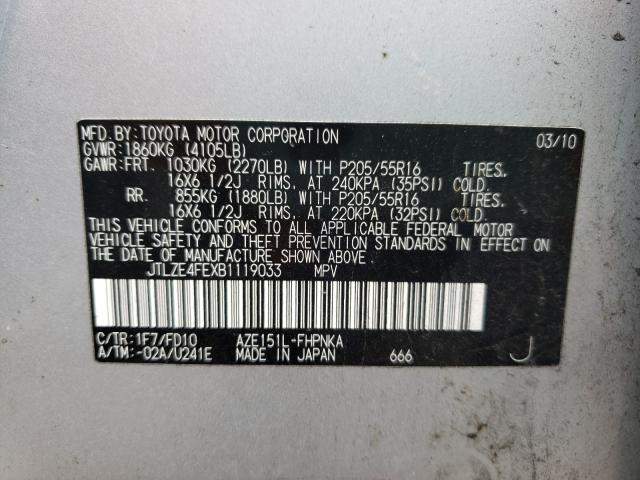 MFD.BY:TOYOTA MOTOR CORPORATION 03/10
GVWR:1860KG (4105LB)
GAWR:FRT. 1030KG (2270LB) WITH P205/55R16 TIRES.
16X6 1/2J RIMS. AT 240KPA (35PSI) COLD.
RR. 855KG (1880LB) WITH P205/55R16 TIRES.
16X6 1/2J RIMS. AT 220KPA (32PSI) COLD.
THIS VEHICLE CONFORMS TO ALL APPLICABLE FEDERAL MOTOR
VEHICLE SAFETY AND THEFT PREVENTION STANDARDS IN EFFECT ON
THE DATE OF MANUFACTURE SHOWN ABOVE.
JTLZE4FEXB1119033 MPV
C/TR:1F7/FD10 AZE151L-FHPNKA
A/TM:-02A/U241E MADE IN JAPAN 666 J